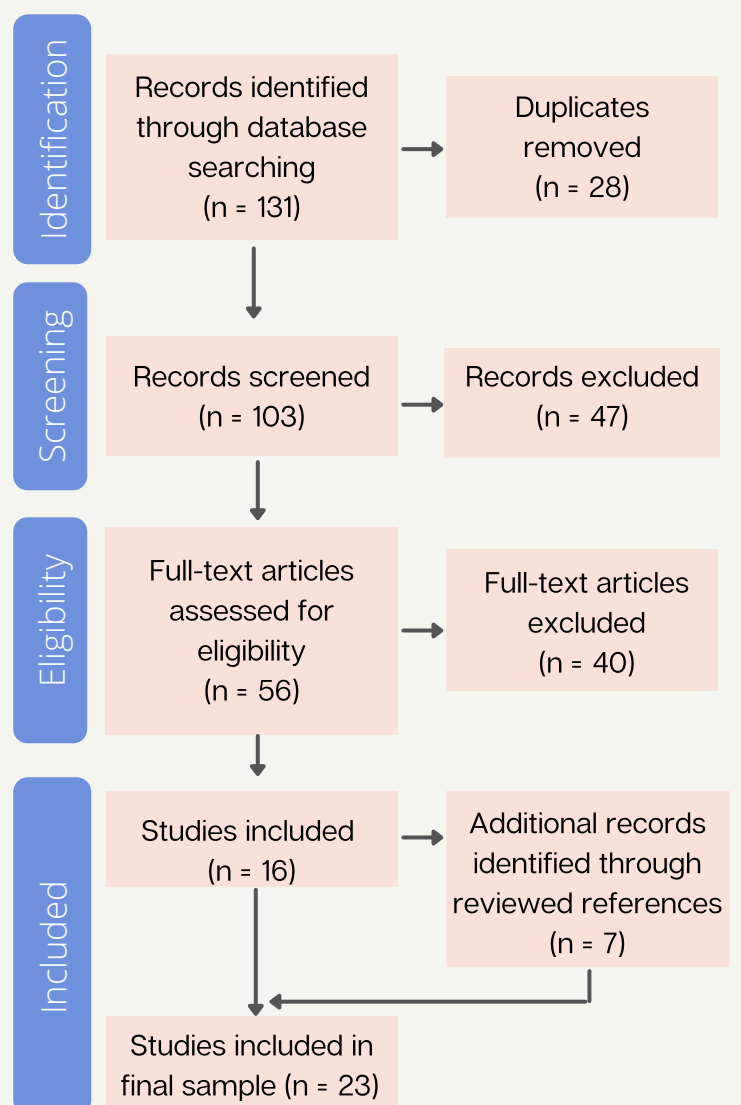 Identification
Records identified
through database
searching
(n = 131)
Duplicates
removed
(n = 28)
Screening
Records screened
(n = 103)
Records excluded
(n = 47)
Eligibility
Full-text articles
assessed for
eligibility
(n = 56)
Full-text articles
excluded
(n = 40)
Included
Studies included
(n = 16)
Additional records
identified through
reviewed references
(n = 7)
Studies included in
final sample (n = 23)